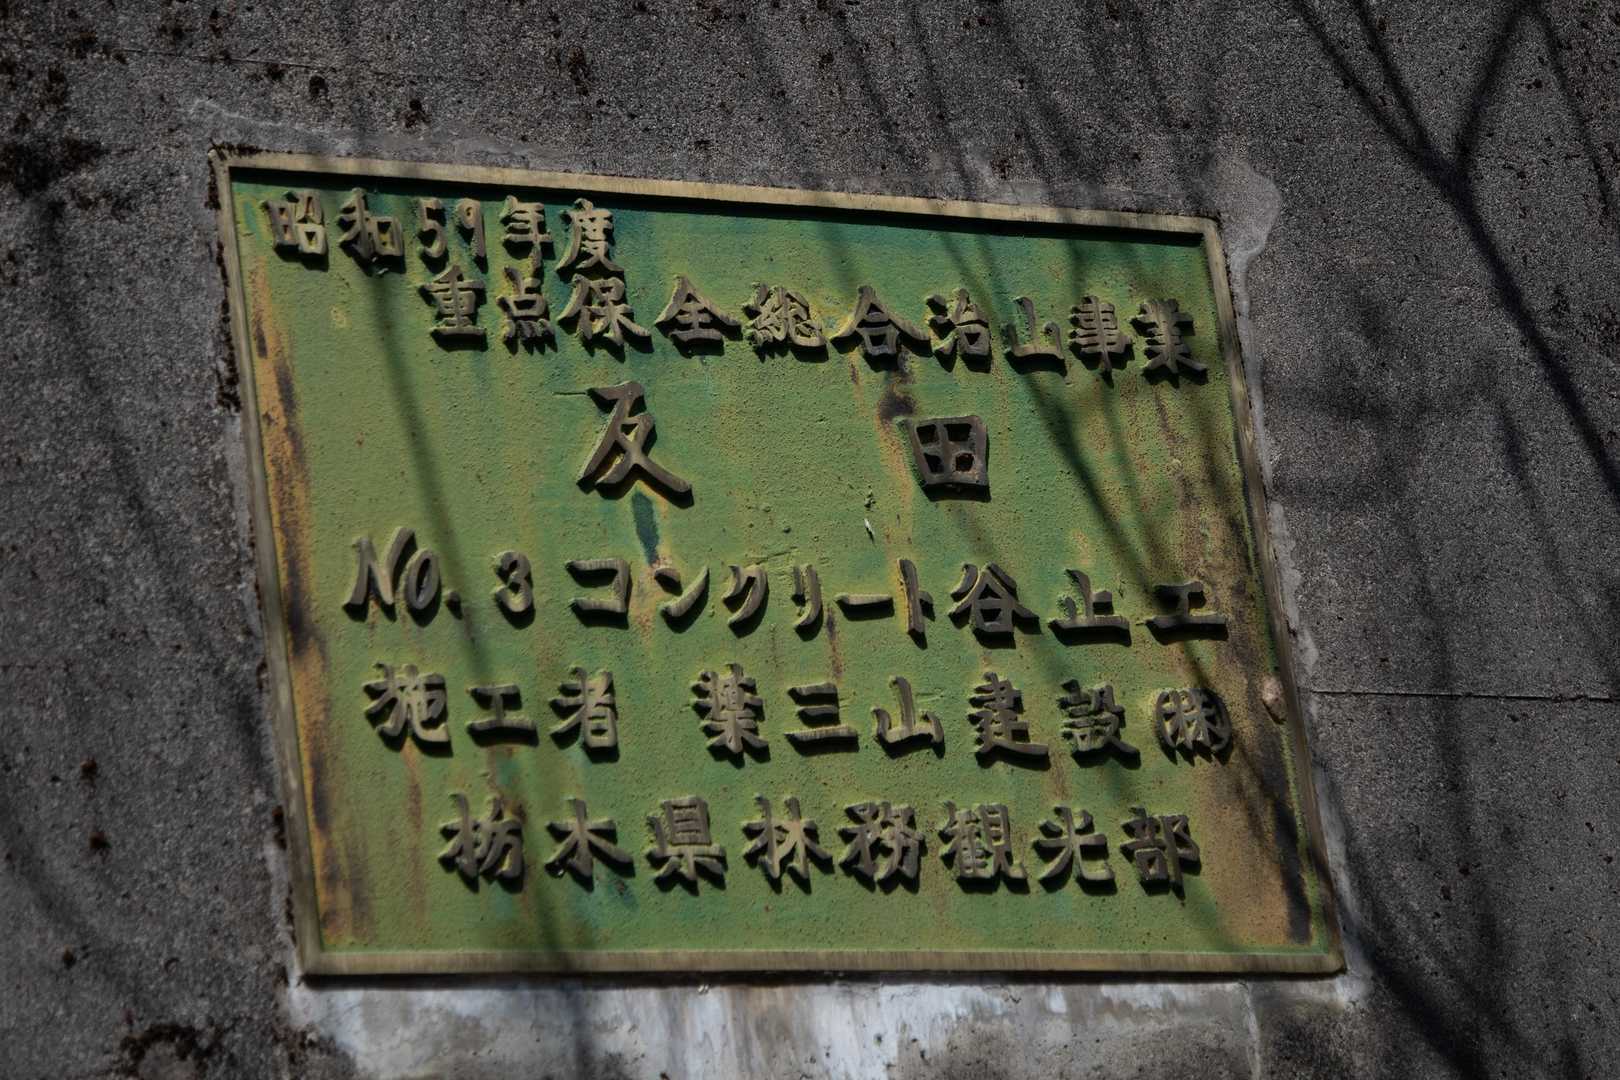 昭和59年度
重点保全総合治山事業
反田
No.3コンクリート谷止工
施工者 葉三山建設㈱
栃木県林務観光部